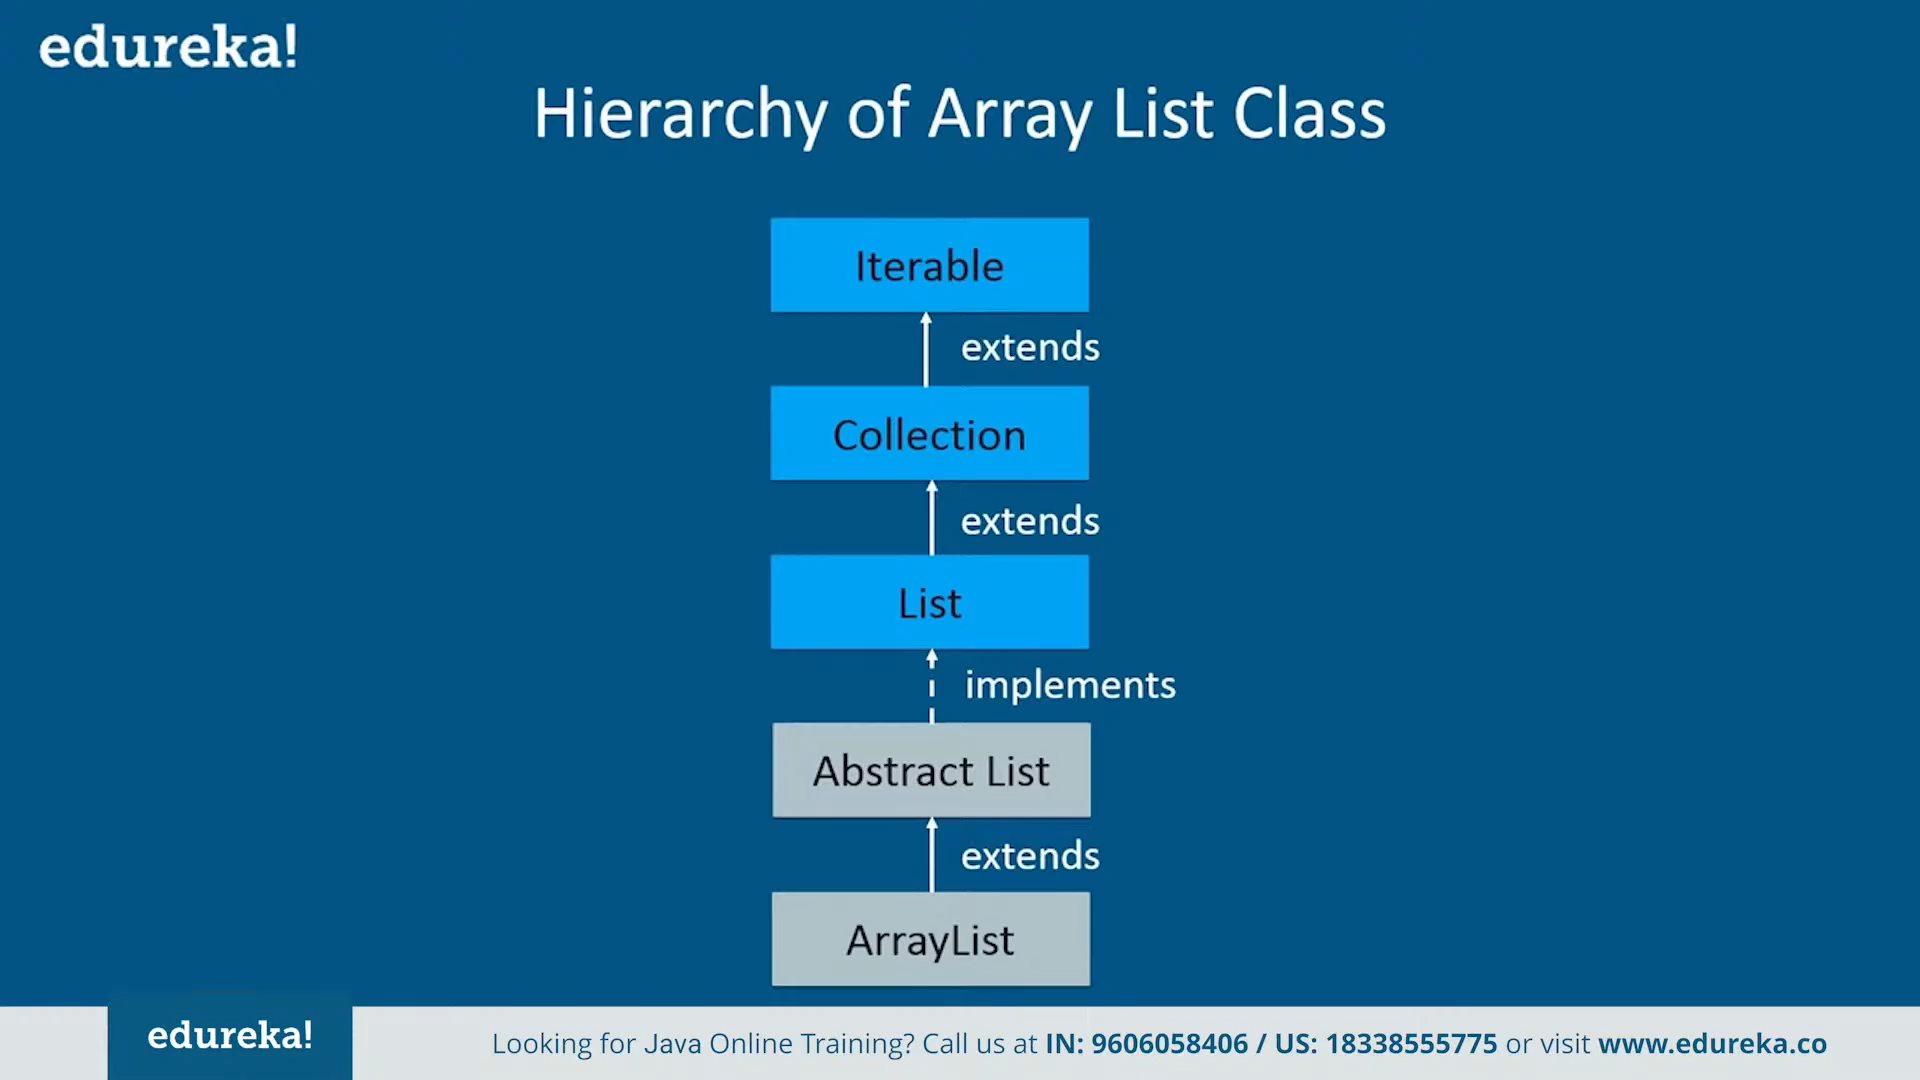 edureka!
Hierarchy of Array List Class
Iterable
extends
Collection
extends
List
implements
Abstract List
extends
ArrayList
edureka!
Looking for Java Online Training? Call us at IN: 9606058406 / US: 18338555775 or visit www.edureka.co